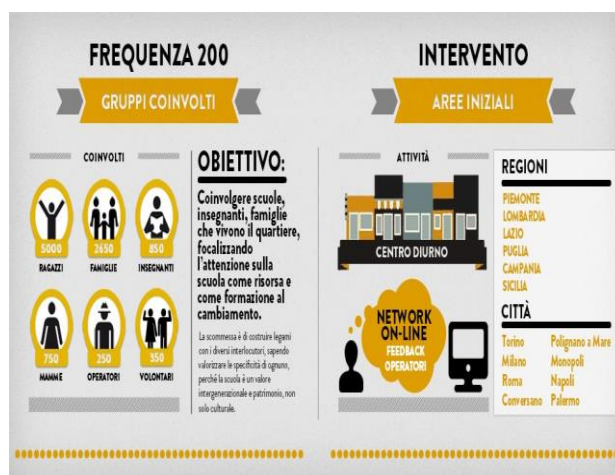 FREQUENZA 200
GRUPPI COINVOLTI
COINVOLTI
5000
RAGAZZI
2650
FAMIGLIE
850
INSEGNANTI
750
MAMME
250
OPERATORI
350
VOLONTARI
OBIETTIVO:
Coinvolgere scuole,
insegnanti, famiglie
che vivono il quartiere,
focalizzando
l'attenzione sulla
scuola come risorsa e
come formazione al
cambiamento.
La scommessa è di costruire legami
con i diversi interlocutori, sapendo
valorizzare le specificità di ognuno,
perché la scuola è un valore
intergenerazionale e patrimonio, non
solo culturale.
INTERVENTO
AREE INIZIALI
ATTIVITÀ
CENTRO DIURNO
NETWORK
ON-LINE
FEEDBACK
OPERATORI
REGIONI
PIEMONTE
LOMBARDIA
LAZIO
PUGLIA
CAMPANIA
SICILIA
CITTÀ
Torino Polignano a Mare
Milano Monopoli
Roma Napoli
Conversano Palermo